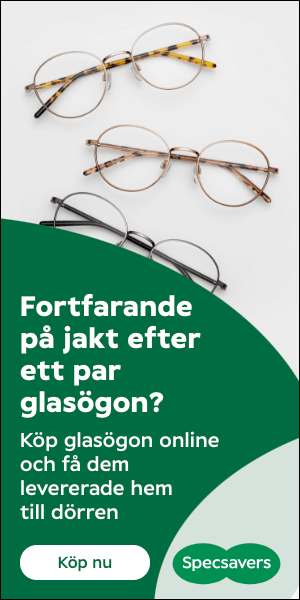 Fortfarande
på jakt efter
ett par
glasögon?
Köp glasögon online
och få dem
levererade hem
till dörren
Köp nu
Specsavers